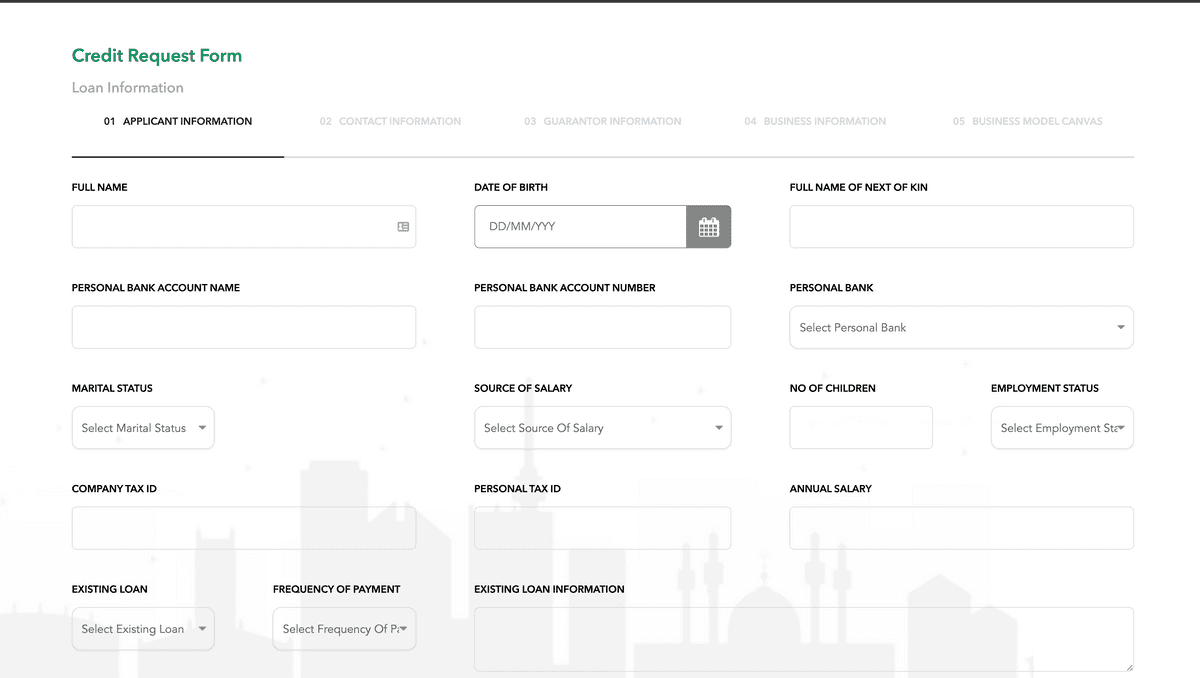 Credit Request Form
Loan Information
01 APPLICANT INFORMATION
02 CONTACT INFORMATION
03 GUARANTOR INFORMATION
04 BUSINESS INFORMATION
05 BUSINESS MODEL CANVAS
FULL NAME
DATE OF BIRTH
FULL NAME OF NEXT OF KIN
DD/MM/YYY
PERSONAL BANK ACCOUNT NAME
PERSONAL BANK ACCOUNT NUMBER
PERSONAL BANK
Select Personal Bank
MARITAL STATUS
SOURCE OF SALARY
NO OF CHILDREN
EMPLOYMENT STATUS
Select Marital Status
Select Source Of Salary
Select Employment Sta
COMPANY TAX ID
PERSONAL TAX ID
ANNUAL SALARY
EXISTING LOAN
FREQUENCY OF PAYMENT
EXISTING LOAN INFORMATION
Select Existing Loan
Select Frequency Of Pa